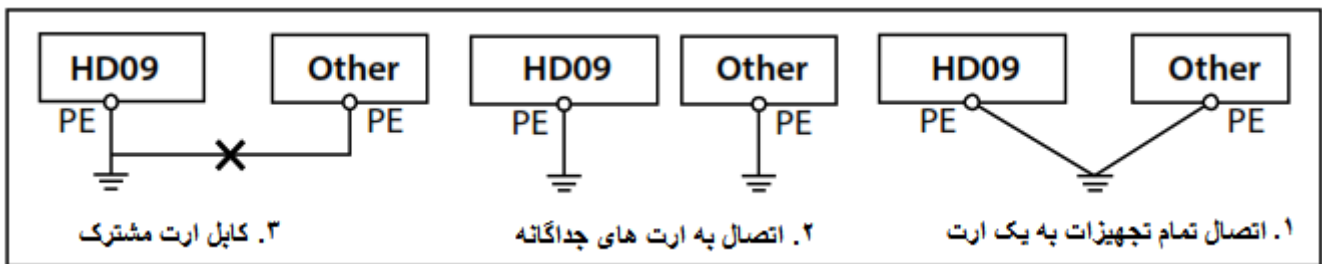 HD09 Other HD09 Other HD09 Other
PE PE PE PE PE PE
۱. اتصال تمام تجهیزات به یک ارت
۲. اتصال به ارت های جداگانه
۳. کابل ارت مشترک